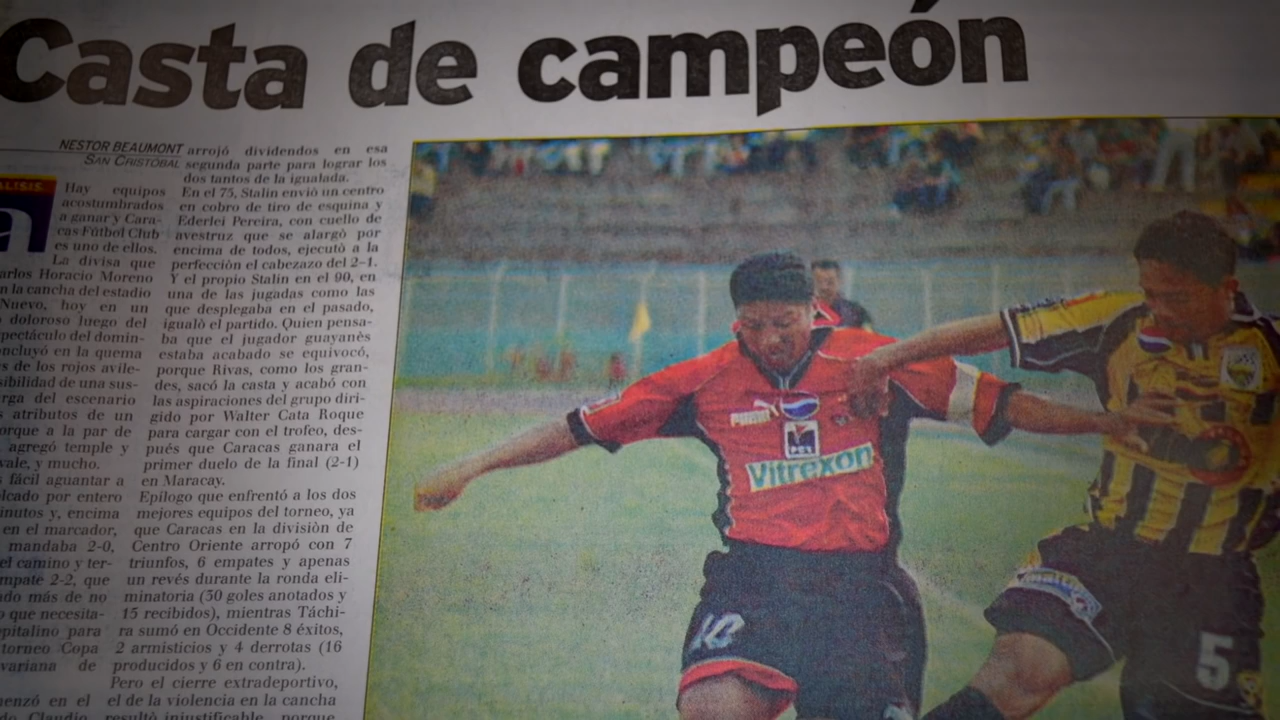 Casta de campeón
NESTOR BEAUMONT
SAN CRISTÓBAL
Hay equipos
acostumbrados
a ganar y Cara-
cas Fútbol Club
es uno de ellos.
La divisa que
arlos Horacio Moreno
n la cancha del estadio
Nuevo, hoy en un
doloroso luego del
pectáculo del domin-
ncluyó en la quema
s de los rojos avile-
sibilidad de una sus-
rga del escenario
s atributos de un
orque a la par de
agregó temple y
vale, y mucho.
fácil aguantar a
lcado por entero
inutos y, encima
en el marcador,
mandaba 2-0,
el camino y ter-
mpate 2-2, que
do más de no
o que necesita-
pitalino para
torneo Copa
variana de
menzó en el
do Claudio
arrojó dividendos en esa
segunda parte para lograr los
dos tantos de la igualada.
En el 75, Stalin envió un centro
en cobro de tiro de esquina y
Ederlei Pereira, con cuello de
avestruz que se alargó por
encima de todos, ejecutó a la
perfección el cabezazo del 2-1.
Y el propio Stalin en el 90, en
una de las jugadas como las
que desplegaba en el pasado,
igualò el partido. Quien pensa-
ba que el jugador guayanés
estaba acabado se equivocó,
porque Rivas, como los gran-
des, sacó la casta y acabó con
las aspiraciones del grupo diri-
gido por Walter Cata Roque
para cargar con el trofeo, des-
pués que Caracas ganara el
primer duelo de la final (2-1)
en Maracay.
Epílogo que enfrentó a los dos
mejores equipos del torneo, ya
que Caracas en la divisiòn de
Centro Oriente arropó con 7
triunfos, 6 empates y apenas
un revés durante la ronda eli-
minatoria (30 goles anotados y
15 recibidos), mientras Táchi-
ra sumó en Occidente 8 éxitos,
2 armisticios y 4 derrotas (16
producidos y 6 en contra).
Pero el cierre extradeportivo,
el de la violencia en la cancha
resultò injustificable, porque
PUMA
Vitrexon
10
5